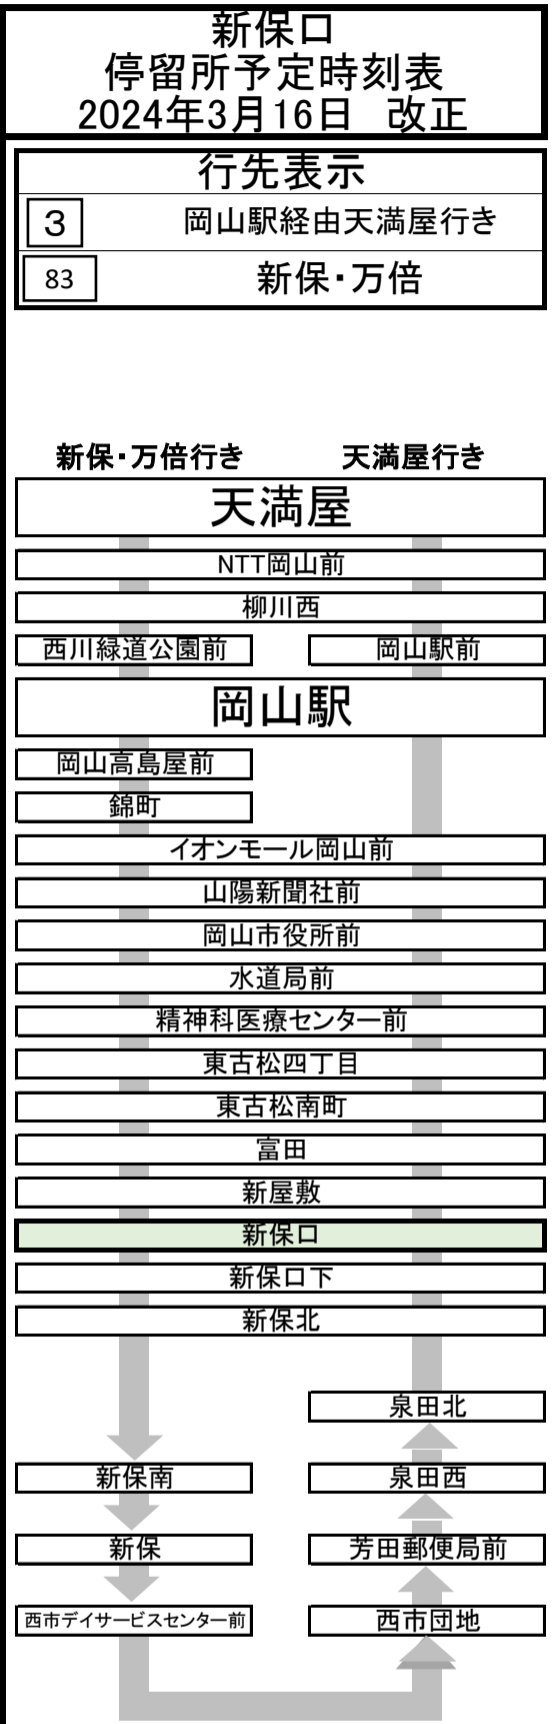 新保口
停留所予定時刻表
2024年3月16日 改正
行先表示
3 岡山駅経由天満屋行き
83 新保・万倍
新保・万倍行き 天満屋行き
天満屋
NTT岡山前
柳川西
西川緑道公園前 岡山駅前
岡山駅
岡山高島屋前
錦町
イオンモール岡山前
山陽新聞社前
岡山市役所前
水道局前
精神科医療センター前
東古松四丁目
東古松南町
富田
新屋敷
新保口
新保口下
新保北
泉田北
新保南 泉田西
新保 芳田郵便局前
西市デイサービスセンター前 西市団地